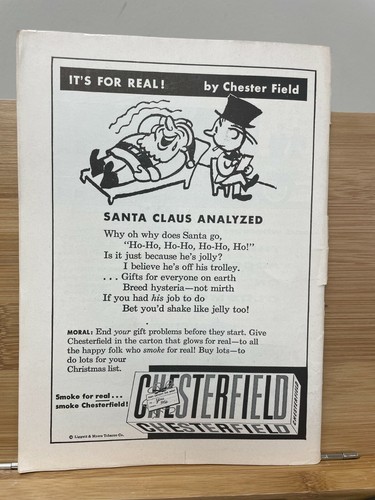 IT'S FOR REAL! by Chester Field
SANTA CLAUS ANALYZED
Why oh why does Santa go,
"Ho-Ho, Ho-Ho, Ho-Ho, Ho!"
Is it just because he's jolly?
I believe he's off his trolley.
. . . Gifts for everyone on earth
Breed hysteria—not mirth
If you had his job to do
Bet you'd shake like jelly too!
MORAL: End your gift problems before they start. Give
Chesterfield in the carton that glows for real—to all
the happy folk who smoke for real! Buy lots—to
do lots for your
Christmas list.
Smoke for real . . .
smoke Chesterfield!
CHESTERFIELD
CHESTERFIELD
© Liggett & Myers Tobacco Co.